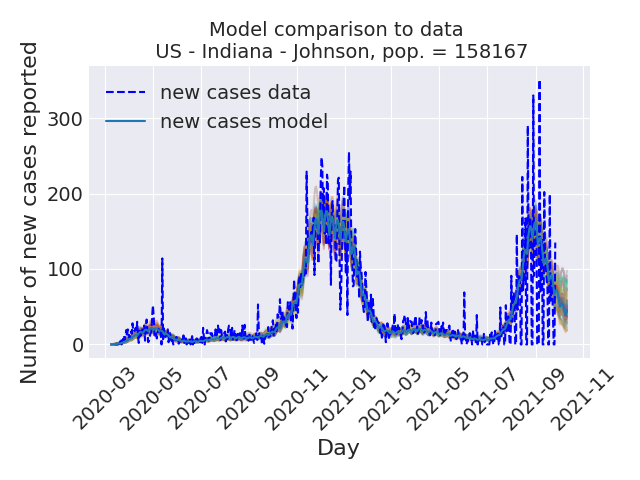 Model comparison to data
US - Indiana - Johnson, pop. = 158167
new cases data
new cases model
Number of new cases reported
300
200
100
0
2020-03
2020-05
2020-07
2020-09
2020-11
2021-01
2021-03
2021-05
2021-07
2021-09
2021-11
Day